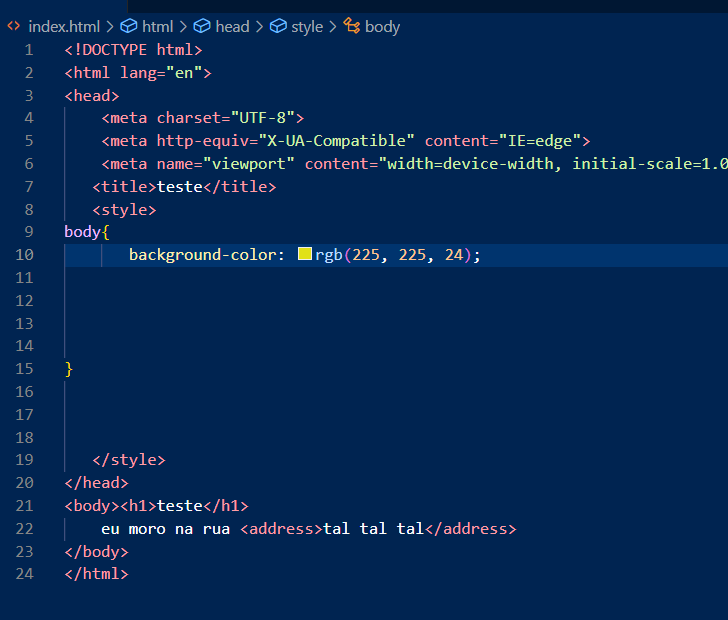 index.html > html > head > style > body
1 <!DOCTYPE html>
2 <html lang="en">
3 <head>
4 <meta charset="UTF-8">
5 <meta http-equiv="X-UA-Compatible" content="IE=edge">
6 <meta name="viewport" content="width=device-width, initial-scale=1.0
7 <title>teste</title>
8 <style>
9 body{
10 background-color: rgb(225, 225, 24);
11
12
13
14
15 }
16
17
18
19 </style>
20 </head>
21 <body><h1>teste</h1>
22 eu moro na rua <address>tal tal tal</address>
23 </body>
24 </html>